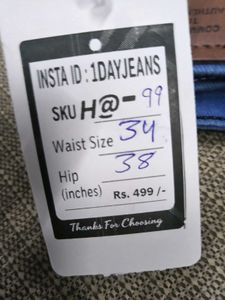 INSTA ID : 1DAYJEANS
SKU H@-99
Waist Size 34
Hip 38
(inches) Rs. 499 /-
Thanks For Choosing